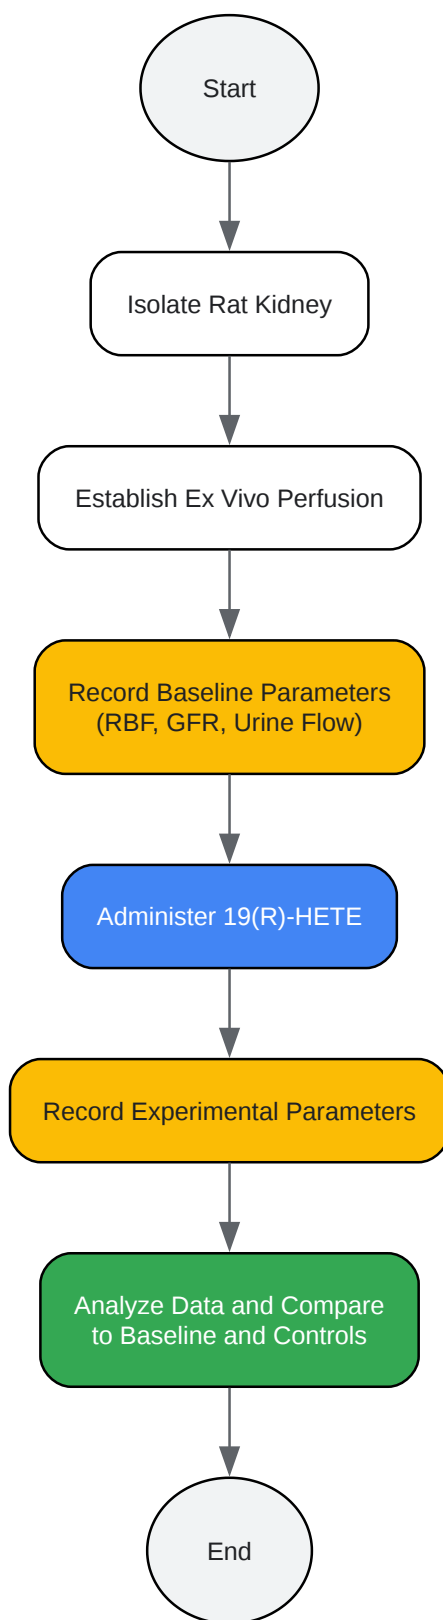 Start
Isolate Rat Kidney
Establish Ex Vivo Perfusion
Record Baseline Parameters
(RBF, GFR, Urine Flow)
Administer 19(R)-HETE
Record Experimental Parameters
Analyze Data and Compare
to Baseline and Controls
End